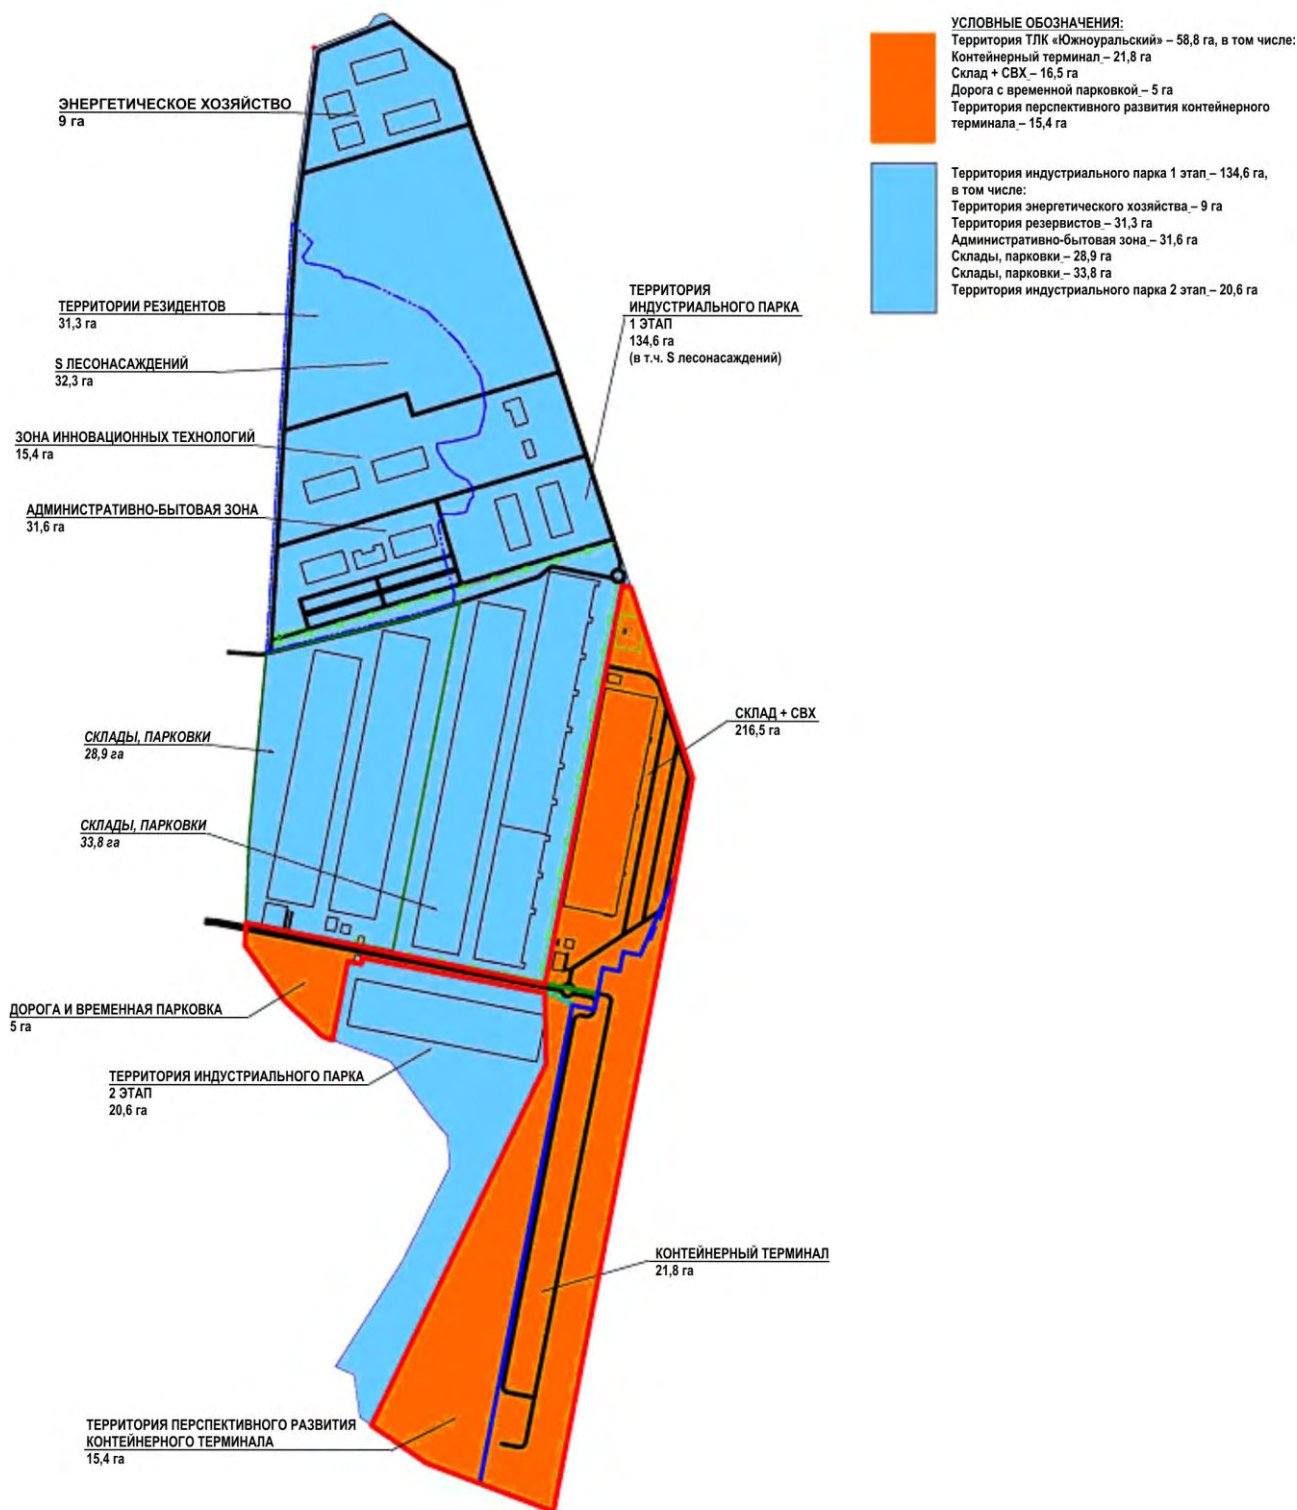 УСЛОВНЫЕ ОБОЗНАЧЕНИЯ:
Территория ТЛК «Южноуральский» – 58,8 га, в том числе:
Контейнерный терминал – 21,8 га
Склад + СВХ – 16,5 га
Дорога с временной парковкой – 5 га
Территория перспективного развития контейнерного
терминала – 15,4 га
Территория индустриального парка 1 этап – 134,6 га,
в том числе:
Территория энергетического хозяйства – 9 га
Территория резервистов – 31,3 га
Административно-бытовая зона – 31,6 га
Склады, парковки – 28,9 га
Склады, парковки – 33,8 га
Территория индустриального парка 2 этап – 20,6 га
ЭНЕРГЕТИЧЕСКОЕ ХОЗЯЙСТВО
9 га
ТЕРРИТОРИИ РЕЗИДЕНТОВ
31,3 га
S ЛЕСОНАСАЖДЕНИЙ
32,3 га
ТЕРРИТОРИЯ
ИНДУСТРИАЛЬНОГО ПАРКА
1 ЭТАП
134,6 га
(в т.ч. S лесонасаждений)
ЗОНА ИННОВАЦИОННЫХ ТЕХНОЛОГИЙ
15,4 га
АДМИНИСТРАТИВНО-БЫТОВАЯ ЗОНА
31,6 га
СКЛАД + СВХ
216,5 га
СКЛАДЫ, ПАРКОВКИ
28,9 га
СКЛАДЫ, ПАРКОВКИ
33,8 га
ДОРОГА И ВРЕМЕННАЯ ПАРКОВКА
5 га
ТЕРРИТОРИЯ ИНДУСТРИАЛЬНОГО ПАРКА
2 ЭТАП
20,6 га
КОНТЕЙНЕРНЫЙ ТЕРМИНАЛ
21,8 га
ТЕРРИТОРИЯ ПЕРСПЕКТИВНОГО РАЗВИТИЯ
КОНТЕЙНЕРНОГО ТЕРМИНАЛА
15,4 га